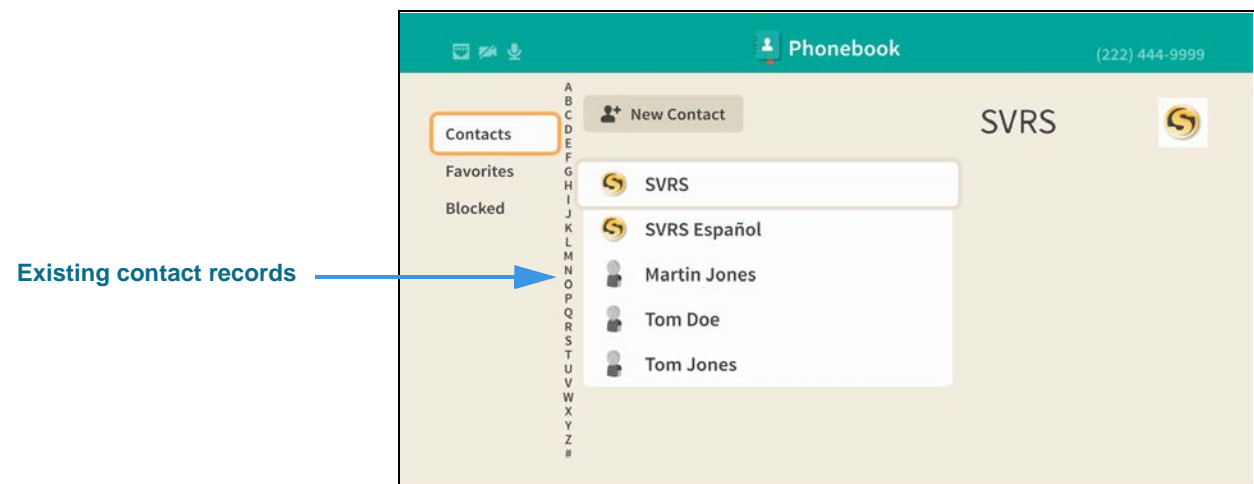 Phonebook
(222) 444-9999
Contacts
Favorites
Blocked
A
B
C
D
E
F
G
H
I
J
K
L
M
N
O
P
Q
R
S
T
U
V
W
X
Y
Z
#
New Contact
SVRS
SVRS Español
Martin Jones
Tom Doe
Tom Jones
SVRS
Existing contact records